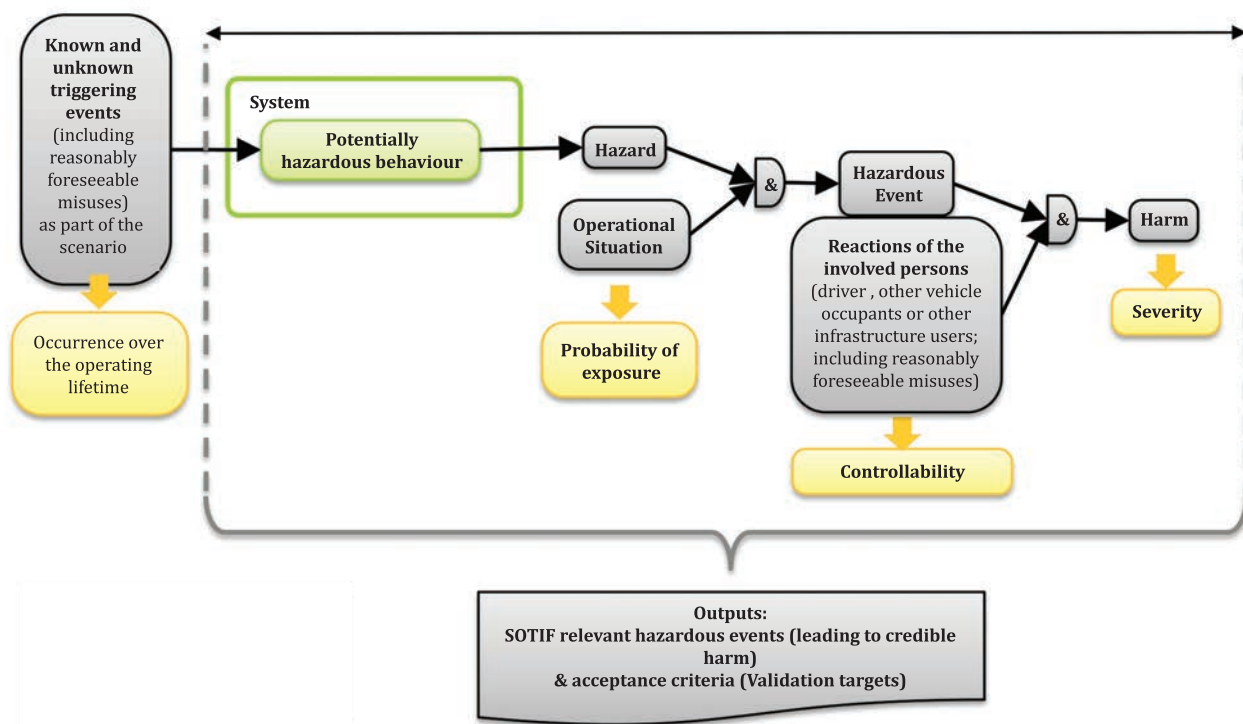 Known and
unknown
triggering
events
(including
reasonably
foreseeable
misuses)
as part of the
scenario
Occurrence over
the operating
lifetime
System
Potentially
hazardous behaviour
Hazard
Operational
Situation
Probability of
exposure
&
Hazardous
Event
Reactions of the
involved persons
(driver , other vehicle
occupants or other
infrastructure users;
including reasonably
foreseeable misuses)
Controllability
&
Harm
Severity
Outputs:
SOTIF relevant hazardous events (leading to credible
harm)
& acceptance criteria (Validation targets)